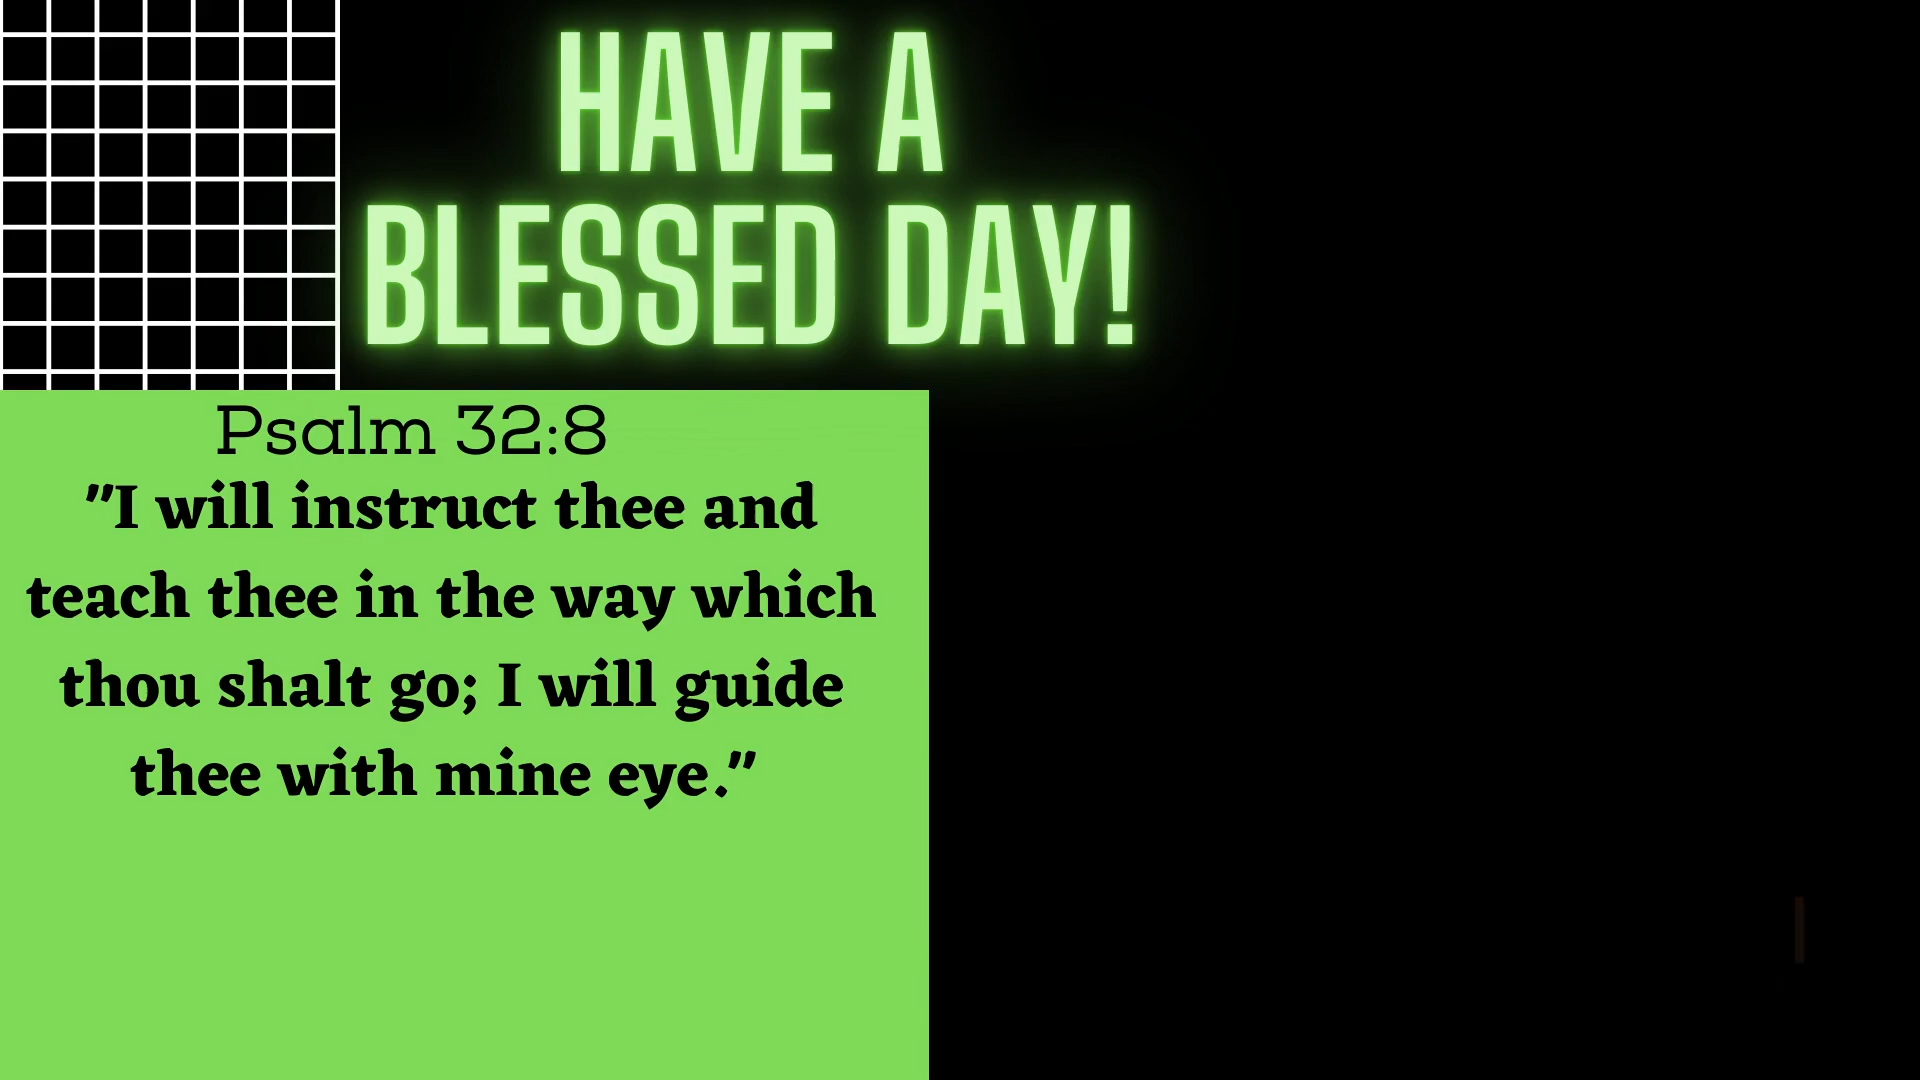 HAVE A
BLESSED DAY!
Psalm 32:8
"I will instruct thee and
teach thee in the way which
thou shalt go; I will guide
thee with mine eye."